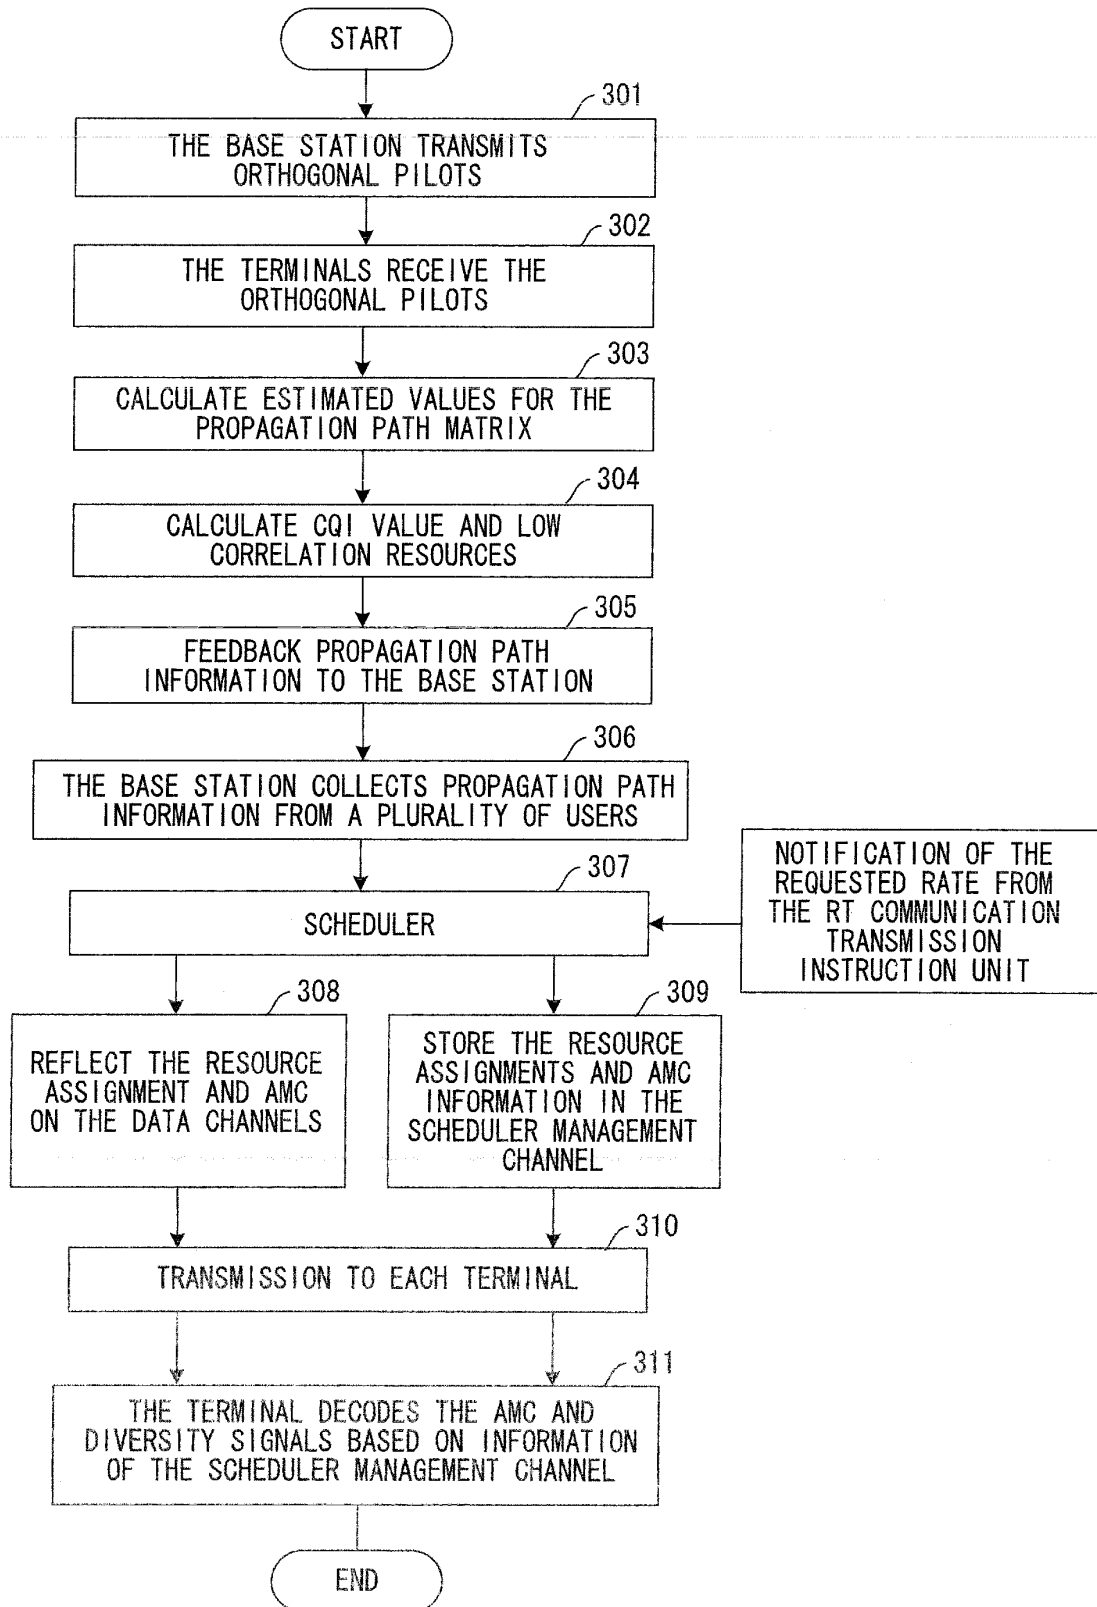 START
301
THE BASE STATION TRANSMITS
ORTHOGONAL PILOTS
302
THE TERMINALS RECEIVE THE
ORTHOGONAL PILOTS
303
CALCULATE ESTIMATED VALUES FOR THE
PROPAGATION PATH MATRIX
304
CALCULATE CQI VALUE AND LOW
CORRELATION RESOURCES
305
FEEDBACK PROPAGATION PATH
INFORMATION TO THE BASE STATION
306
THE BASE STATION COLLECTS PROPAGATION PATH
INFORMATION FROM A PLURALITY OF USERS
307
SCHEDULER
NOTIFICATION OF THE
REQUESTED RATE FROM
THE RT COMMUNICATION
TRANSMISSION
INSTRUCTION UNIT
308
REFLECT THE RESOURCE
ASSIGNMENT AND AMC
ON THE DATA CHANNELS
309
STORE THE RESOURCE
ASSIGNMENTS AND AMC
INFORMATION IN THE
SCHEDULER MANAGEMENT
CHANNEL
310
TRANSMISSION TO EACH TERMINAL
311
THE TERMINAL DECODES THE AMC AND
DIVERSITY SIGNALS BASED ON INFORMATION
OF THE SCHEDULER MANAGEMENT CHANNEL
END